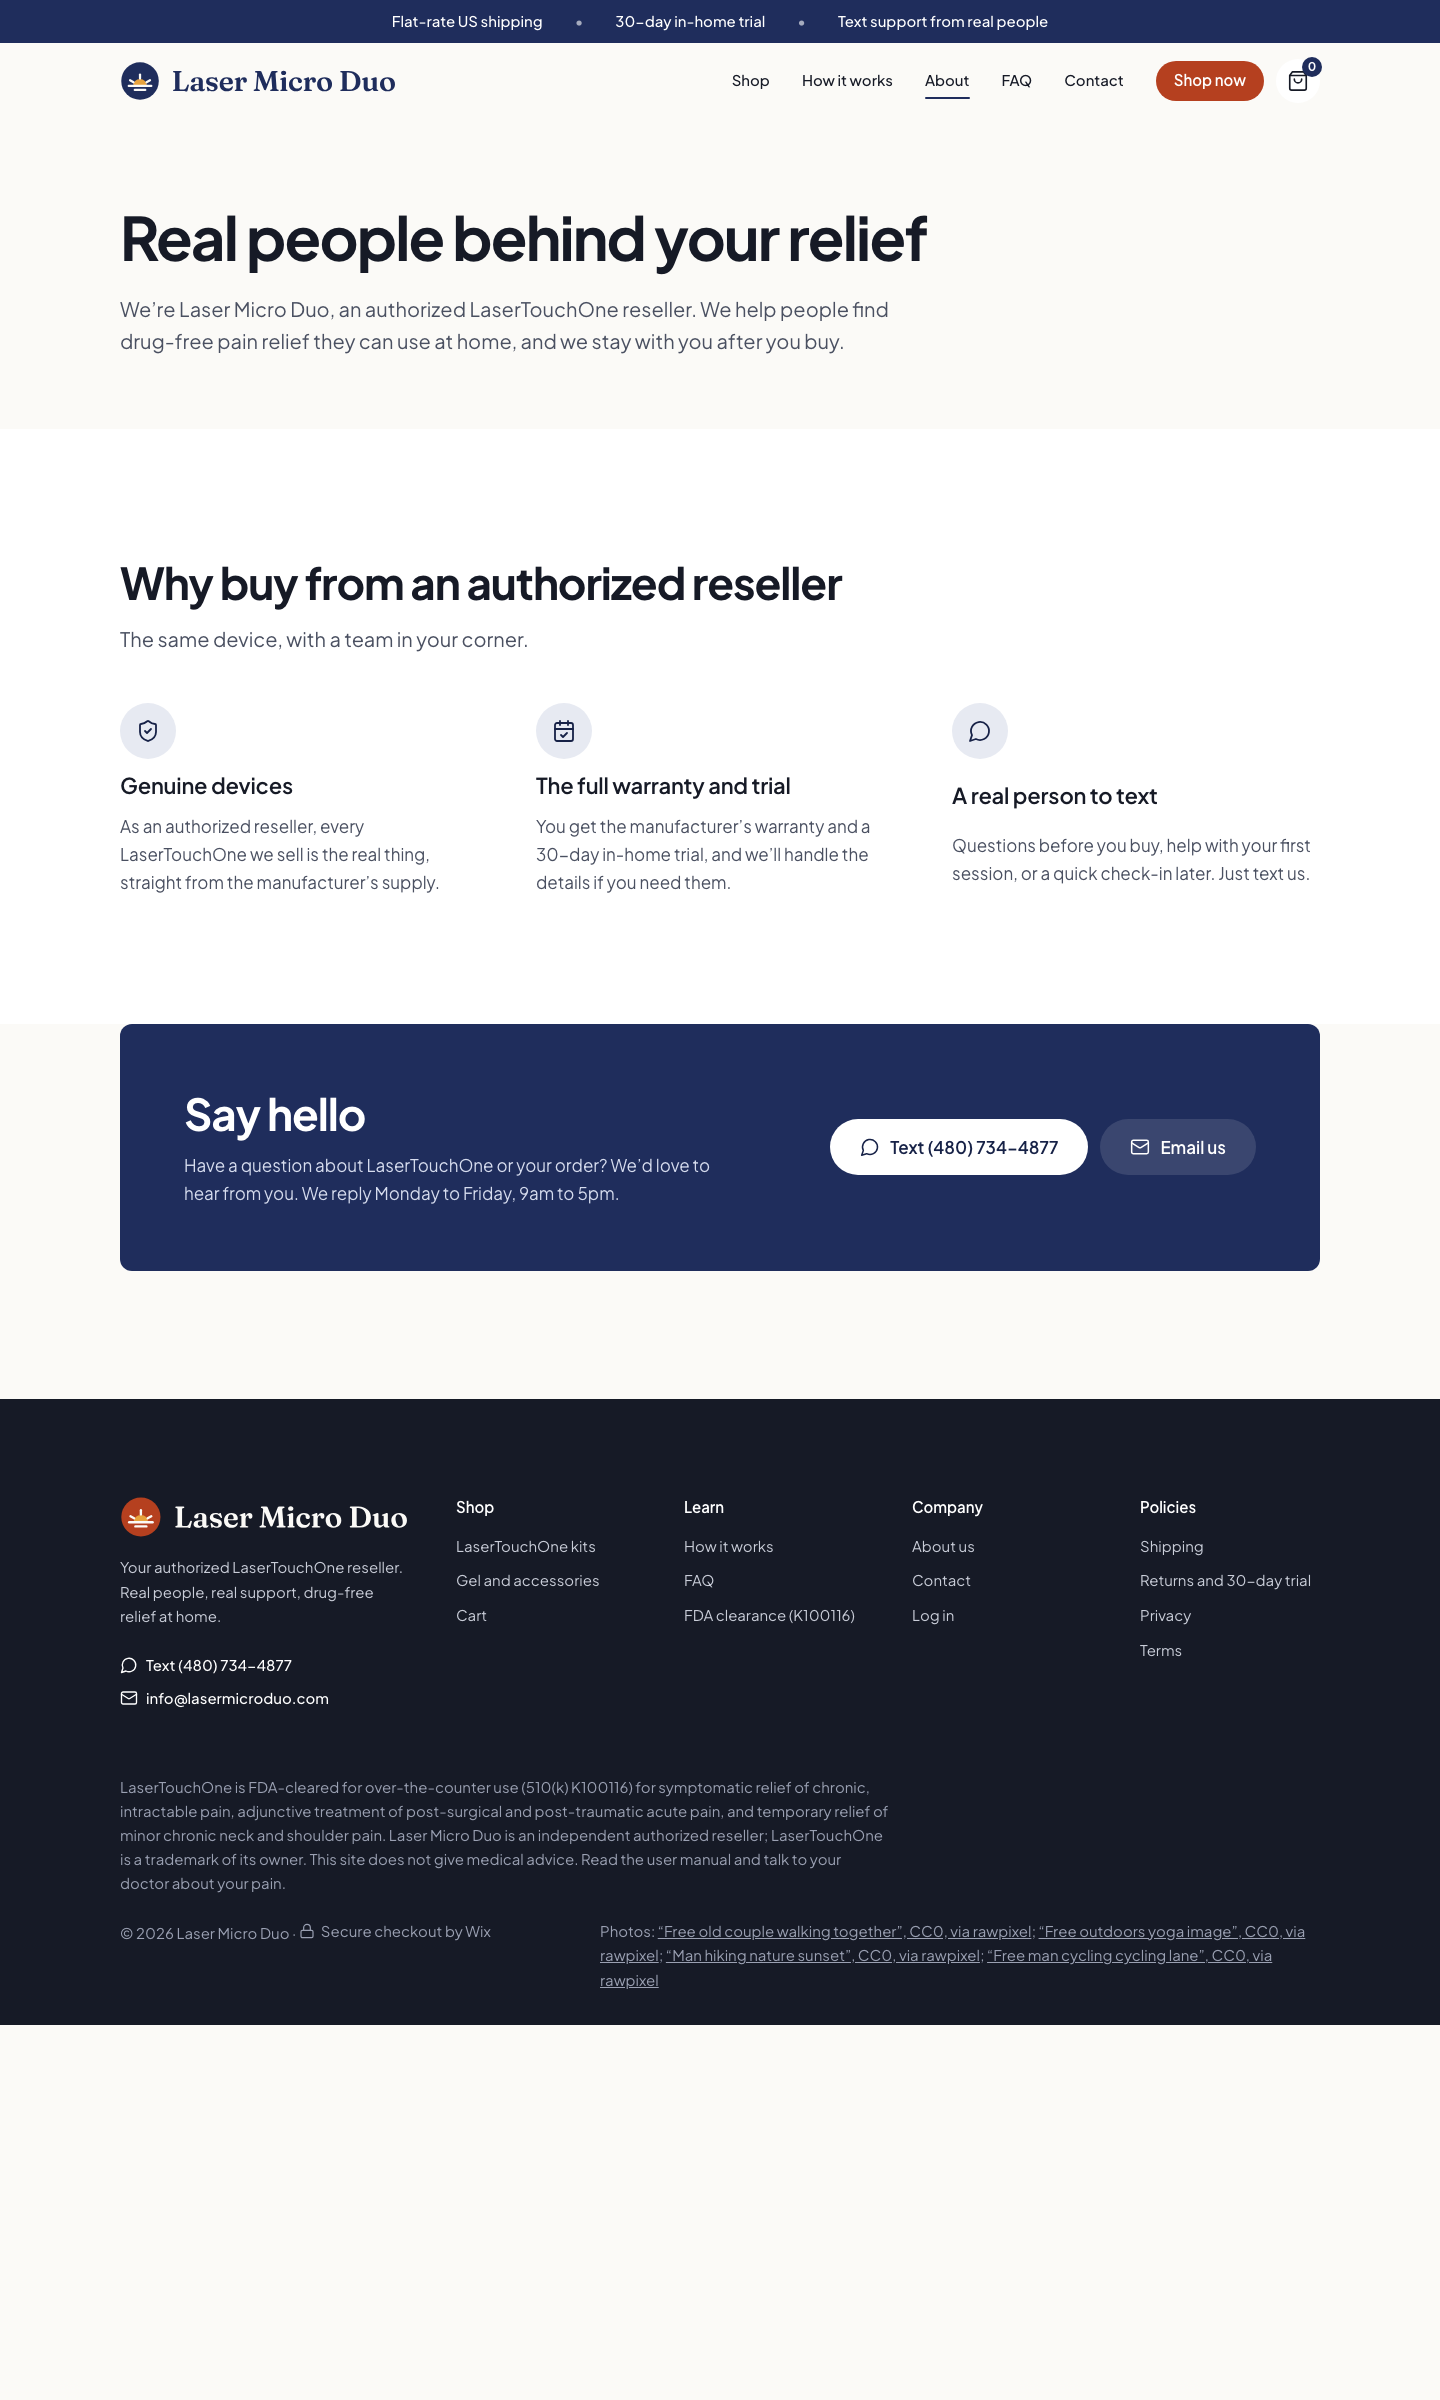 Flat-rate US shipping • 30-day in-home trial • Text support from real people
Laser Micro Duo
Shop How it works About FAQ Contact Shop now 0
Real people behind your relief
We’re Laser Micro Duo, an authorized LaserTouchOne reseller. We help people find
drug-free pain relief they can use at home, and we stay with you after you buy.
Why buy from an authorized reseller
The same device, with a team in your corner.
Genuine devices
As an authorized reseller, every
LaserTouchOne we sell is the real thing,
straight from the manufacturer’s supply.
The full warranty and trial
You get the manufacturer’s warranty and a
30-day in-home trial, and we’ll handle the
details if you need them.
A real person to text
Questions before you buy, help with your first
session, or a quick check-in later. Just text us.
Say hello
Have a question about LaserTouchOne or your order? We’d love to
hear from you. We reply Monday to Friday, 9am to 5pm.
Text (480) 734-4877
Email us
Laser Micro Duo
Your authorized LaserTouchOne reseller.
Real people, real support, drug-free
relief at home.
Text (480) 734-4877
info@lasermicroduo.com
Shop
LaserTouchOne kits
Gel and accessories
Cart
Learn
How it works
FAQ
FDA clearance (K100116)
Company
About us
Contact
Log in
Policies
Shipping
Returns and 30-day trial
Privacy
Terms
LaserTouchOne is FDA-cleared for over-the-counter use (510(k) K100116) for symptomatic relief of chronic,
intractable pain, adjunctive treatment of post-surgical and post-traumatic acute pain, and temporary relief of
minor chronic neck and shoulder pain. Laser Micro Duo is an independent authorized reseller; LaserTouchOne
is a trademark of its owner. This site does not give medical advice. Read the user manual and talk to your
doctor about your pain.
© 2026 Laser Micro Duo · Secure checkout by Wix
Photos: “Free old couple walking together”, CC0, via rawpixel; “Free outdoors yoga image”, CC0, via
rawpixel; “Man hiking nature sunset”, CC0, via rawpixel; “Free man cycling cycling lane”, CC0, via
rawpixel